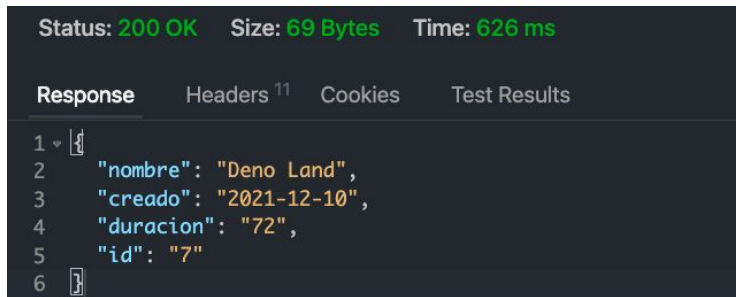 Status: 200 OK Size: 69 Bytes Time: 626 ms
Response Headers 11 Cookies Test Results
1 {
2 "nombre": "Deno Land",
3 "creado": "2021-12-10",
4 "duracion": "72",
5 "id": "7"
6 }